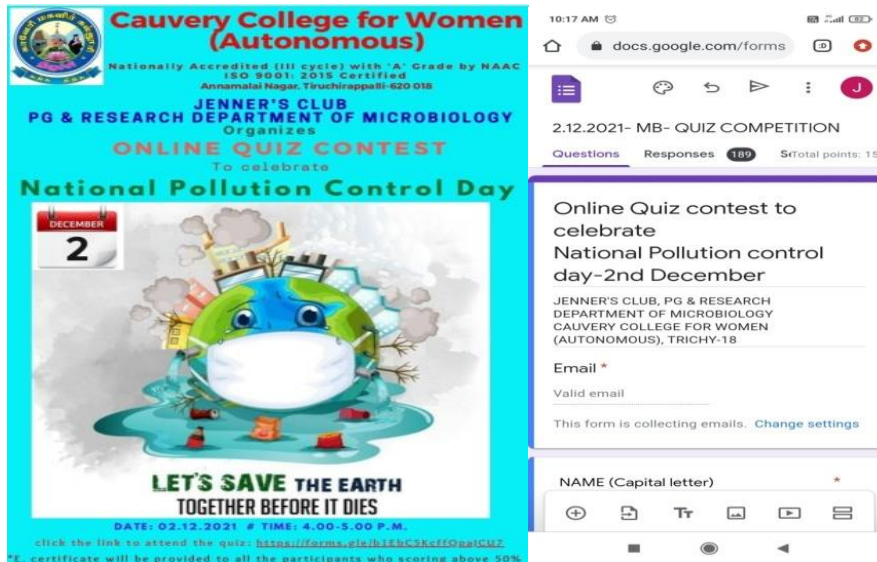 Cauvery College for Women
(Autonomous)
Nationally Accredited (III cycle) with 'A' Grade by NAAC
ISO 9001: 2015 Certified
Annamalai Nagar, Tiruchirappalli-620 018
JENNER'S CLUB
PG & RESEARCH DEPARTMENT OF MICROBIOLOGY
Organizes
ONLINE QUIZ CONTEST
To celebrate
National Pollution Control Day
DECEMBER
2
LET'S SAVE THE EARTH
TOGETHER BEFORE IT DIES
DATE: 02.12.2021 # TIME: 4.00-5.00 P.M.
click the link to attend the quiz:
*E. certificate will be provided to all the participants who scoring above 50%
10:17 AM
docs.google.com/forms
:D
J
2.12.2021- MB- QUIZ COMPETITION
Questions Responses 189 Total points: 15
Online Quiz contest to
celebrate
National Pollution control
day-2nd December
JENNER'S CLUB, PG & RESEARCH
DEPARTMENT OF MICROBIOLOGY
CAUVERY COLLEGE FOR WOMEN
(AUTONOMOUS), TRICHY-18
Email *
Valid email
This form is collecting emails. Change settings
NAME (Capital letter) *
Tт